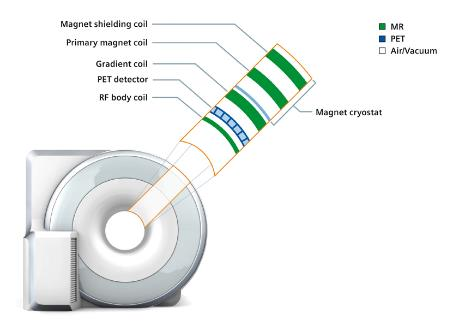 Magnet shielding coil
Primary magnet coil
Gradient coil
PET detector
RF body coil
MR
PET
Air/Vacuum
Magnet cryostat